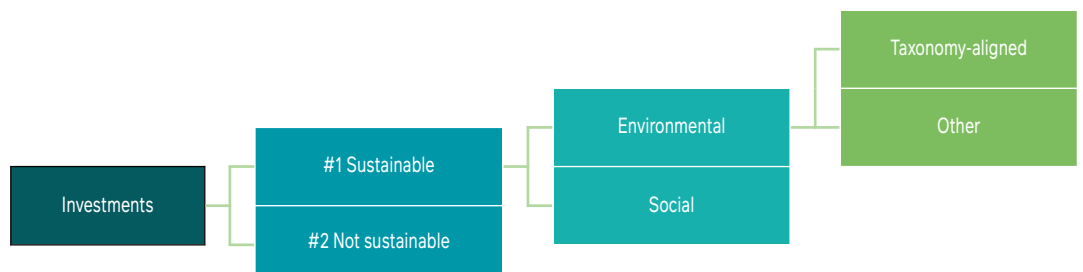 Investments
#1 Sustainable
#2 Not sustainable
Environmental
Social
Taxonomy-aligned
Other